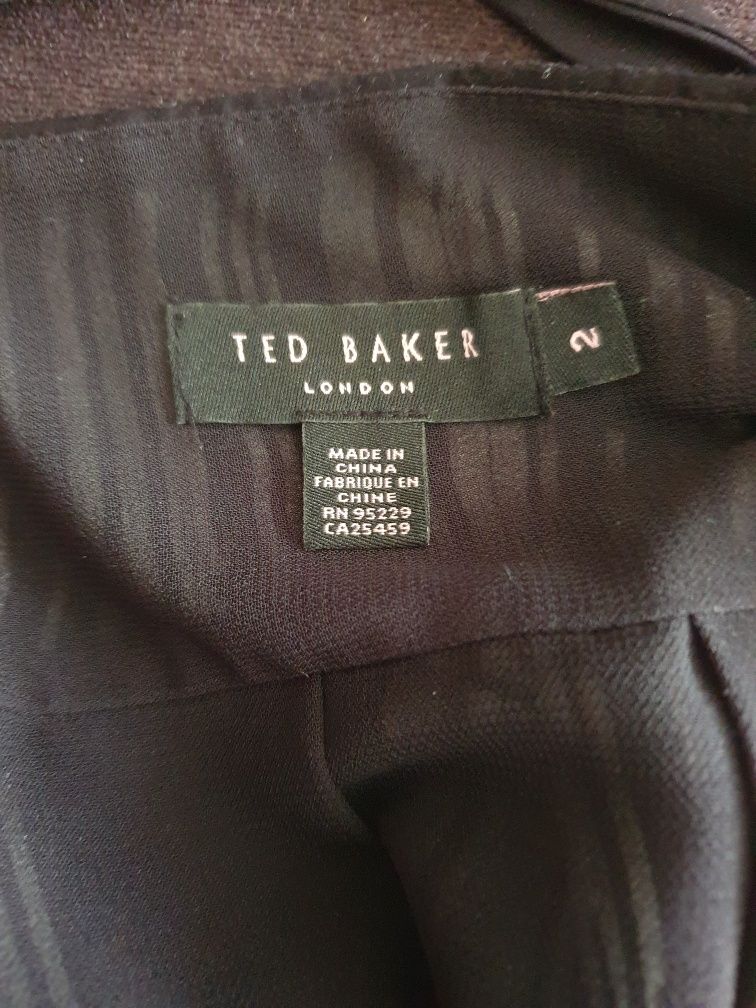 TED BAKER
LONDON
2
MADE IN
CHINA
FABRIQUE EN
CHINE
RN 95229
CA25459